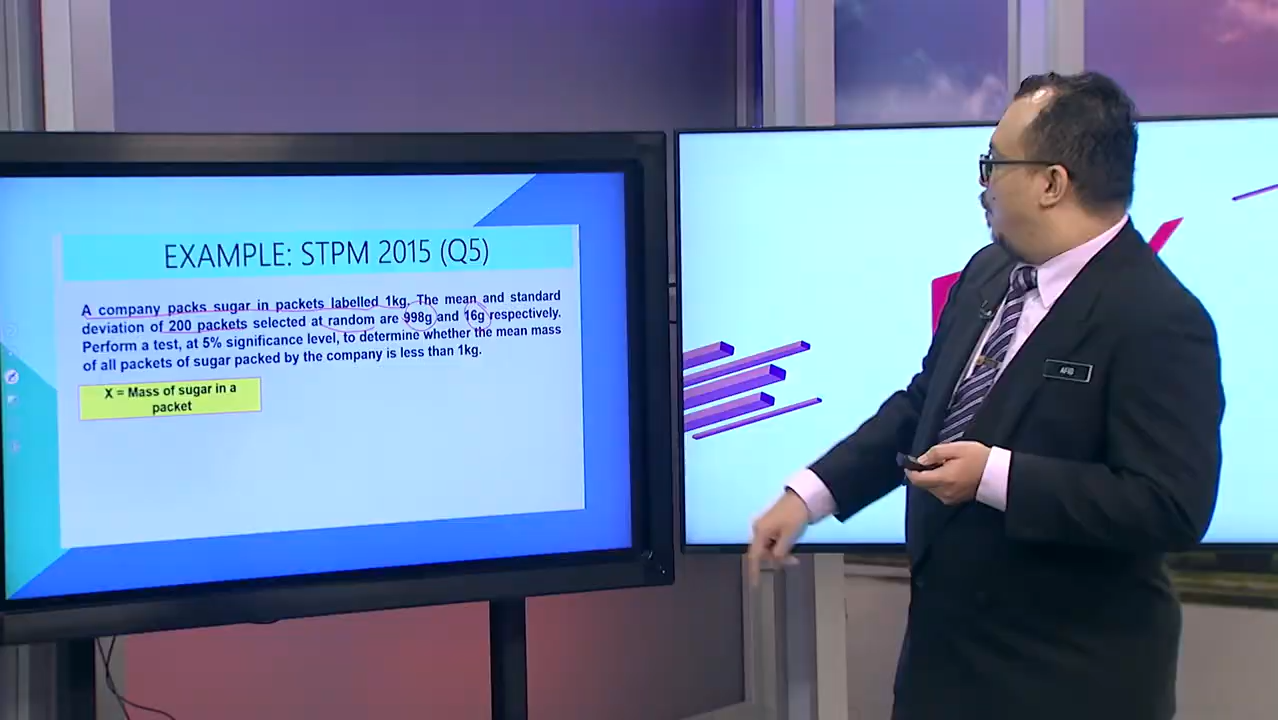 EXAMPLE: STPM 2015 (Q5)
A company packs sugar in packets labelled 1kg. The mean and standard
deviation of 200 packets selected at random are 998g and 16g respectively.
Perform a test, at 5% significance level, to determine whether the mean mass
of all packets of sugar packed by the company is less than 1kg.
X = Mass of sugar in a
packet
AFIQ